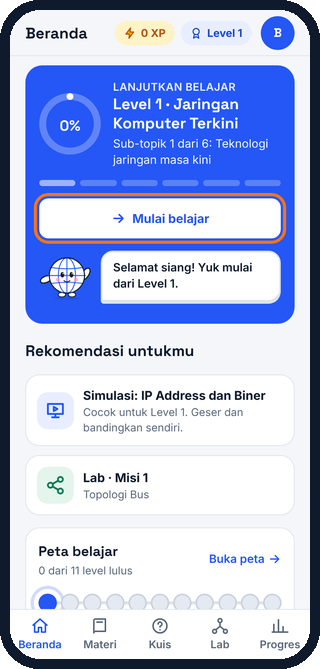 Beranda
0 XP
Level 1
B
LANJUTKAN BELAJAR
Level 1 · Jaringan
Komputer Terkini
0%
Sub-topik 1 dari 6: Teknologi
jaringan masa kini
→ Mulai belajar
Selamat siang! Yuk mulai
dari Level 1.
Rekomendasi untukmu
Simulasi: IP Address dan Biner
Cocok untuk Level 1. Geser dan
bandingkan sendiri.
Lab · Misi 1
Topologi Bus
Peta belajar
0 dari 11 level lulus
Buka peta →
Beranda
Materi
Kuis
Lab
Progres